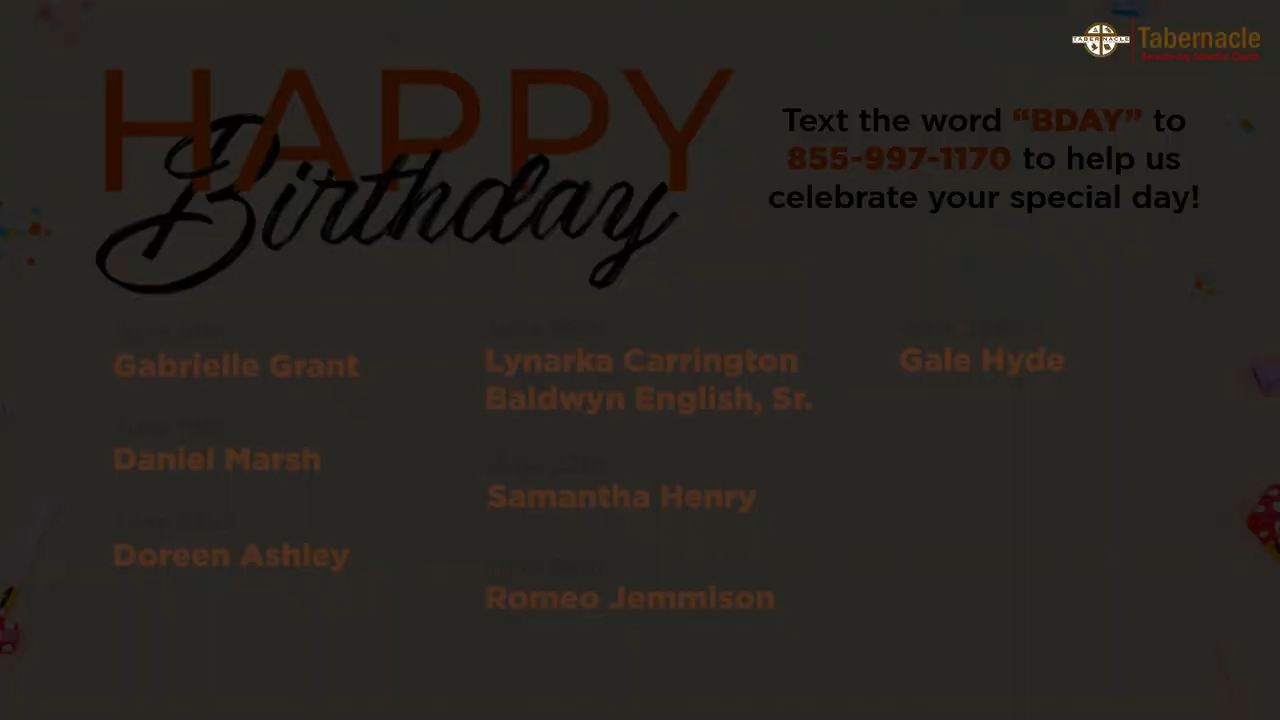 TABERNACLE
Tabernacle
HAPPY
Birthday
Text the word “BDAY” to
855-997-1170 to help us
celebrate your special day!
Gabrielle Grant
Daniel Marsh
Doreen Ashley
Lynarka Carrington
Baldwyn English, Sr.
Samantha Henry
Romeo Jemmison
Gale Hyde